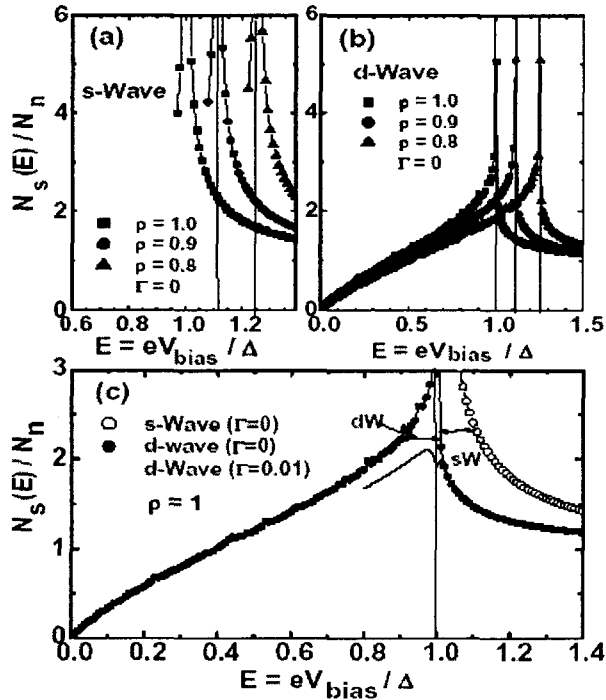 (a)
s-Wave
ρ = 1.0
ρ = 0.9
ρ = 0.8
Γ = 0
N_s(E) / N_n
0
2
4
6
0.6 0.8 1.0 1.2
E = eV_bias / Δ
(b)
d-Wave
ρ = 1.0
ρ = 0.9
ρ = 0.8
Γ = 0
0
2
4
6
0.0 0.5 1.0 1.5
E = eV_bias / Δ
(c)
s-Wave (Γ=0)
d-wave (Γ=0)
d-Wave (Γ=0.01)
ρ = 1
dW
sW
N_s(E) / N_n
0
1
2
3
0.0 0.2 0.4 0.6 0.8 1.0 1.2 1.4
E = eV_bias / Δ